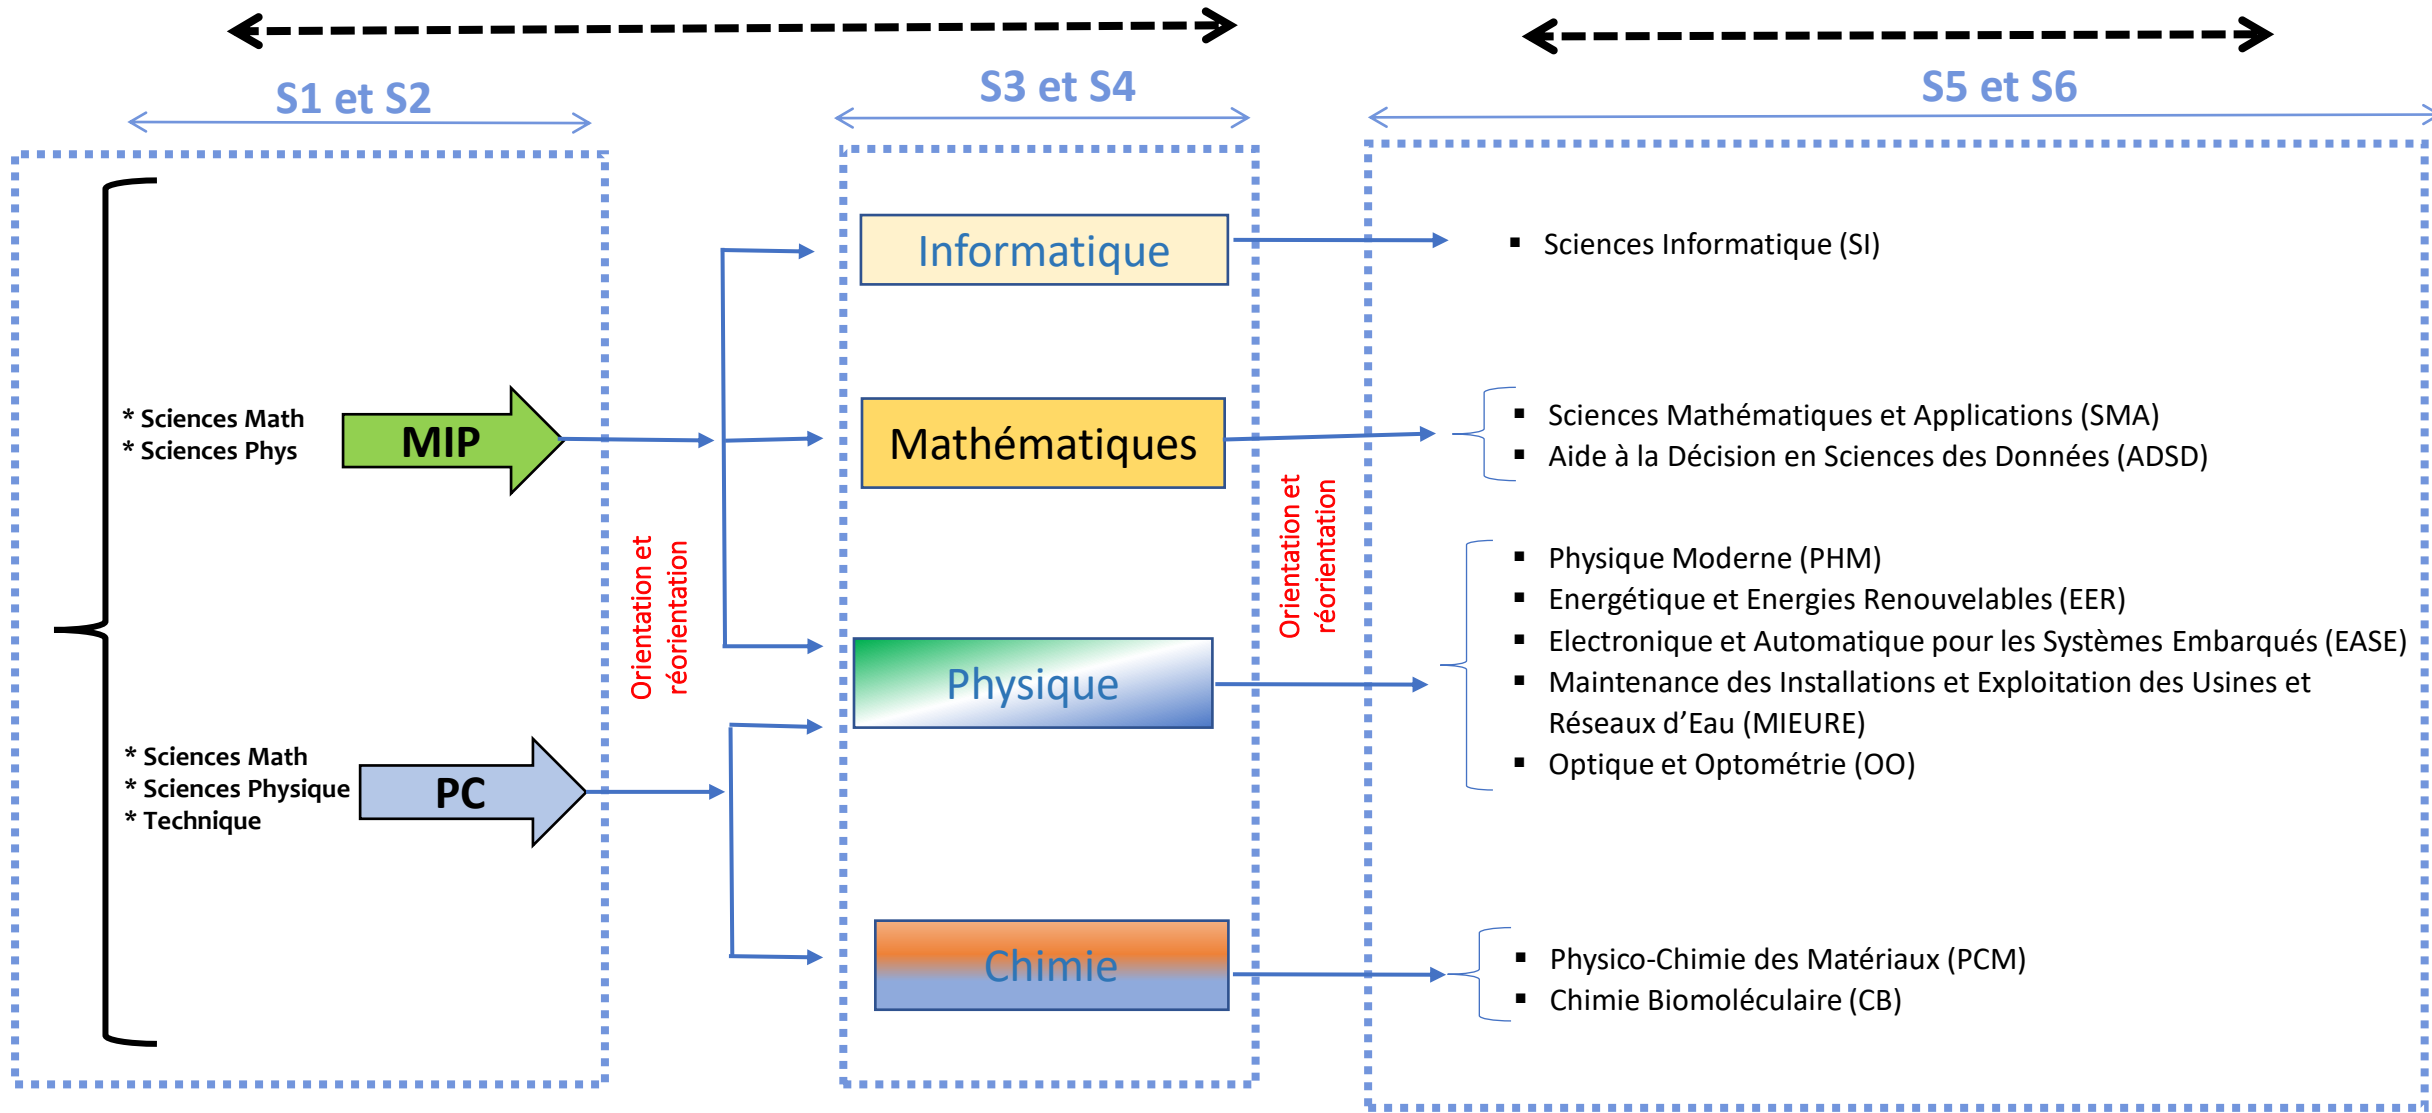 S1 et S2
S3 et S4
S5 et S6
* Sciences Math
* Sciences Phys
MIP
* Sciences Math
* Sciences Physique
* Technique
PC
Orientation et
réorientation
Informatique
Mathématiques
Physique
Chimie
Orientation et
réorientation
▪ Sciences Informatique (SI)
▪ Sciences Mathématiques et Applications (SMA)
▪ Aide à la Décision en Sciences des Données (ADSD)
▪ Physique Moderne (PHM)
▪ Energétique et Energies Renouvelables (EER)
▪ Electronique et Automatique pour les Systèmes Embarqués (EASE)
▪ Maintenance des Installations et Exploitation des Usines et
Réseaux d’Eau (MIEURE)
▪ Optique et Optométrie (OO)
▪ Physico-Chimie des Matériaux (PCM)
▪ Chimie Biomoléculaire (CB)